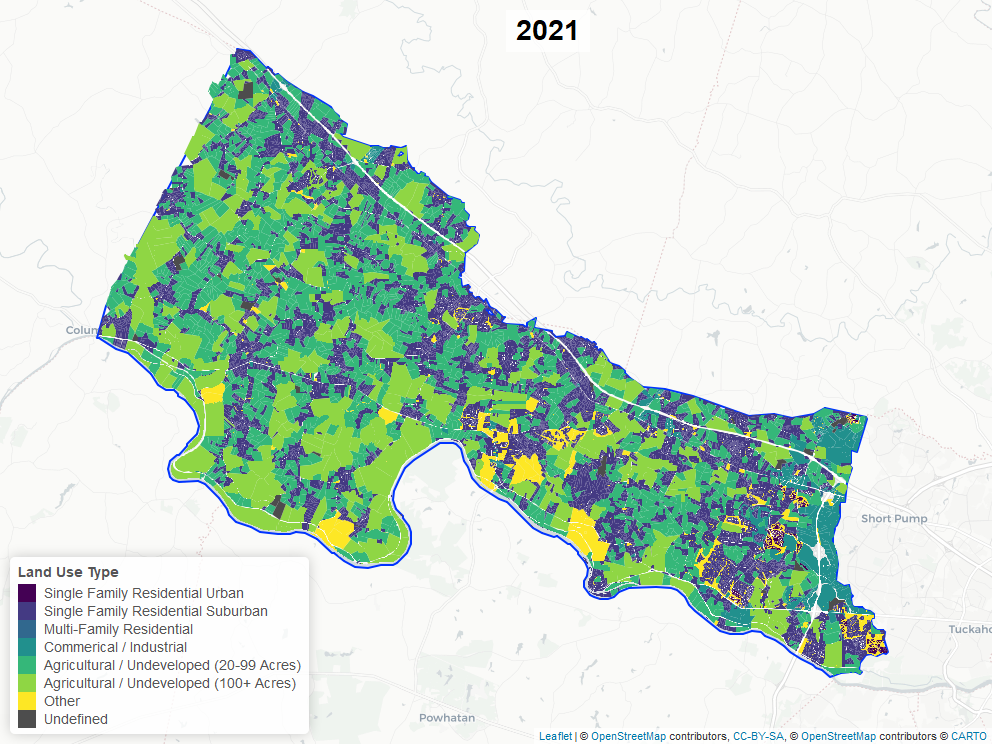 2021
Colum
Short Pump
Land Use Type
Single Family Residential Urban
Single Family Residential Suburban
Multi-Family Residential
Commerical / Industrial
Agricultural / Undeveloped (20-99 Acres)
Agricultural / Undeveloped (100+ Acres)
Other
Undefined
Tuckaho
Powhatan
Leaflet | © OpenStreetMap contributors, CC-BY-SA, © OpenStreetMap contributors © CARTO